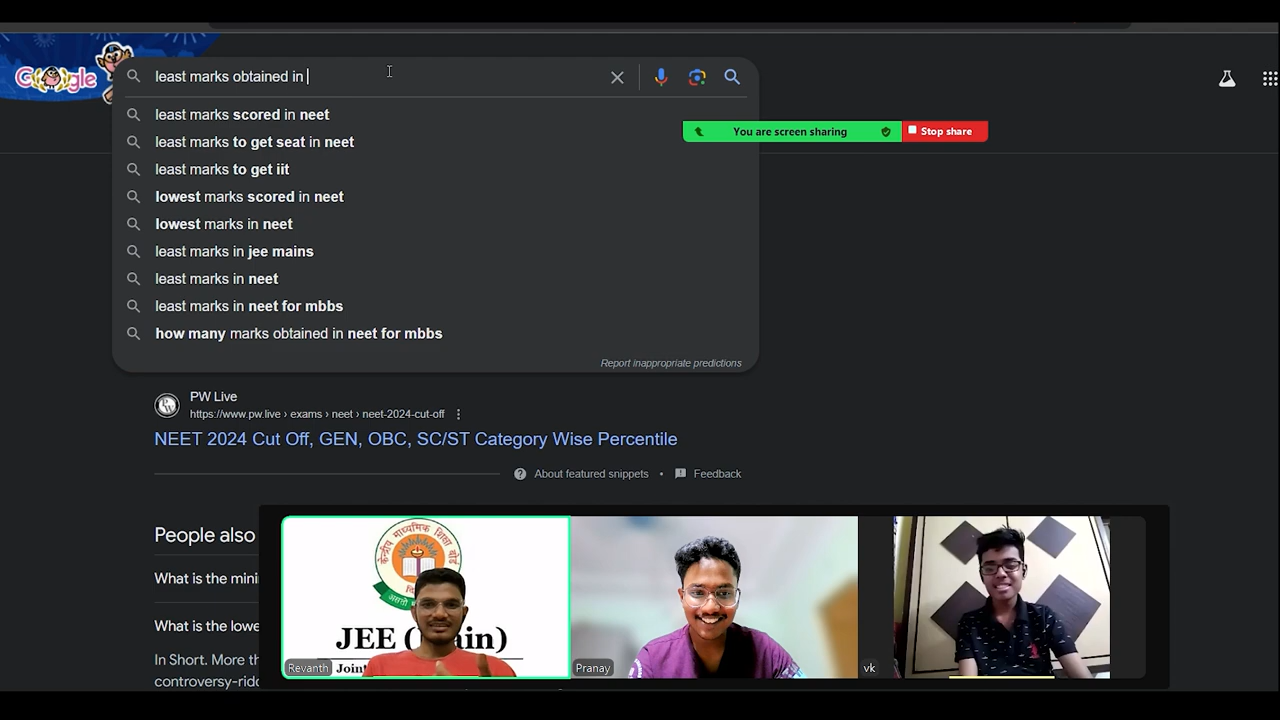 Google
least marks obtained in
You are screen sharing
Stop share
least marks scored in neet
least marks to get seat in neet
least marks to get iit
lowest marks scored in neet
lowest marks in neet
least marks in jee mains
least marks in neet
least marks in neet for mbbs
how many marks obtained in neet for mbbs
Report inappropriate predictions
PW Live
https://www.pw.live › exams › neet › neet-2024-cut-off
NEET 2024 Cut Off, GEN, OBC, SC/ST Category Wise Percentile
About featured snippets • Feedback
People also
What is the mini
What is the lowe
In Short. More th
controversy-rido
केन्द्रीय माध्यमिक शिक्षा बोर्ड
JEE ( ain)
Joint
Revanth
Pranay
vk